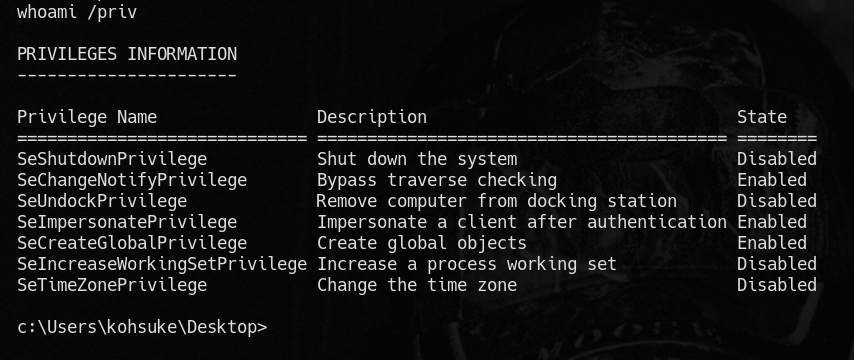 whoami /priv
PRIVILEGES INFORMATION
----------------------
Privilege Name                Description                               State
============================= ========================================= ========
SeShutdownPrivilege           Shut down the system                      Disabled
SeChangeNotifyPrivilege       Bypass traverse checking                  Enabled
SeUndockPrivilege             Remove computer from docking station      Disabled
SeImpersonatePrivilege        Impersonate a client after authentication Enabled
SeCreateGlobalPrivilege       Create global objects                     Enabled
SeIncreaseWorkingSetPrivilege Increase a process working set            Disabled
SeTimeZonePrivilege           Change the time zone                      Disabled
c:\Users\kohsuke\Desktop>
MOOSE